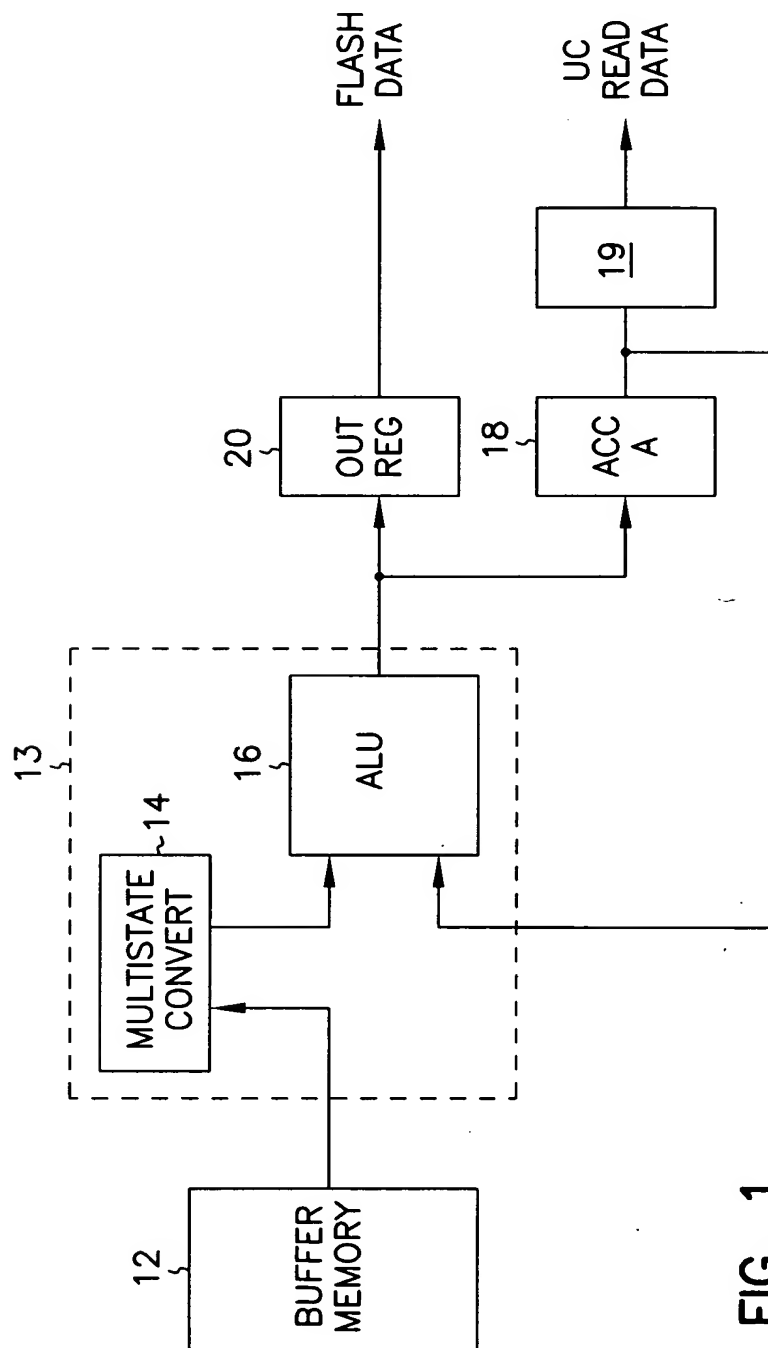 13
14
MULTISTATE
CONVERT
12
BUFFER
MEMORY
16
ALU
20
OUT
REG
FLASH
DATA
18
ACC
A
19
UC
READ
DATA
FIG. 1